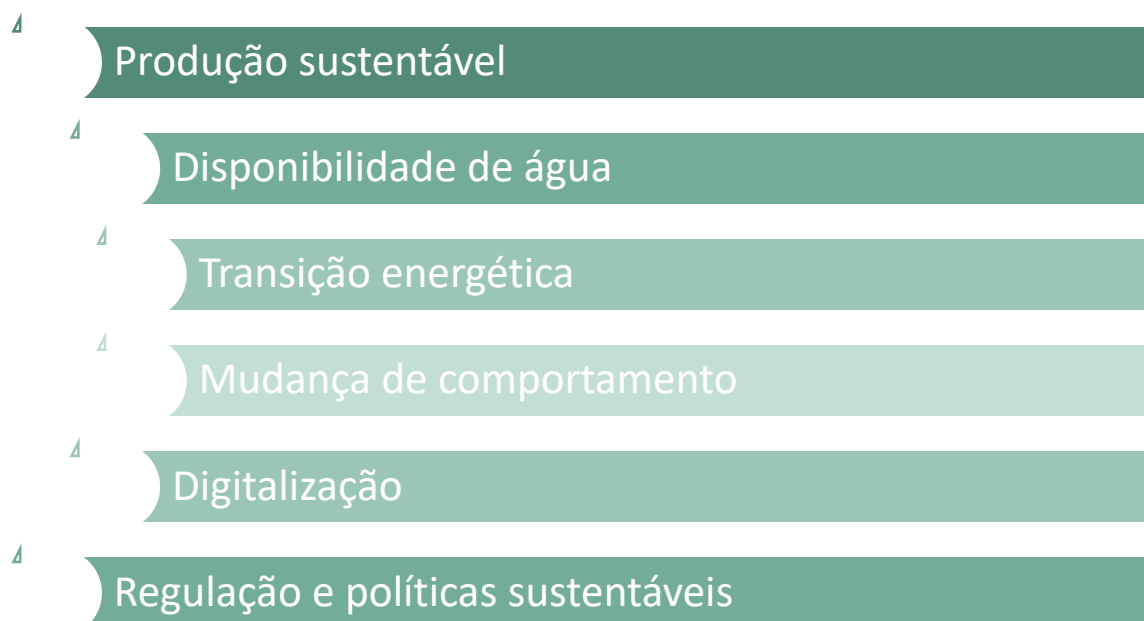 Produção sustentável
Disponibilidade de água
Transição energética
Mudança de comportamento
Digitalização
Regulação e políticas sustentáveis